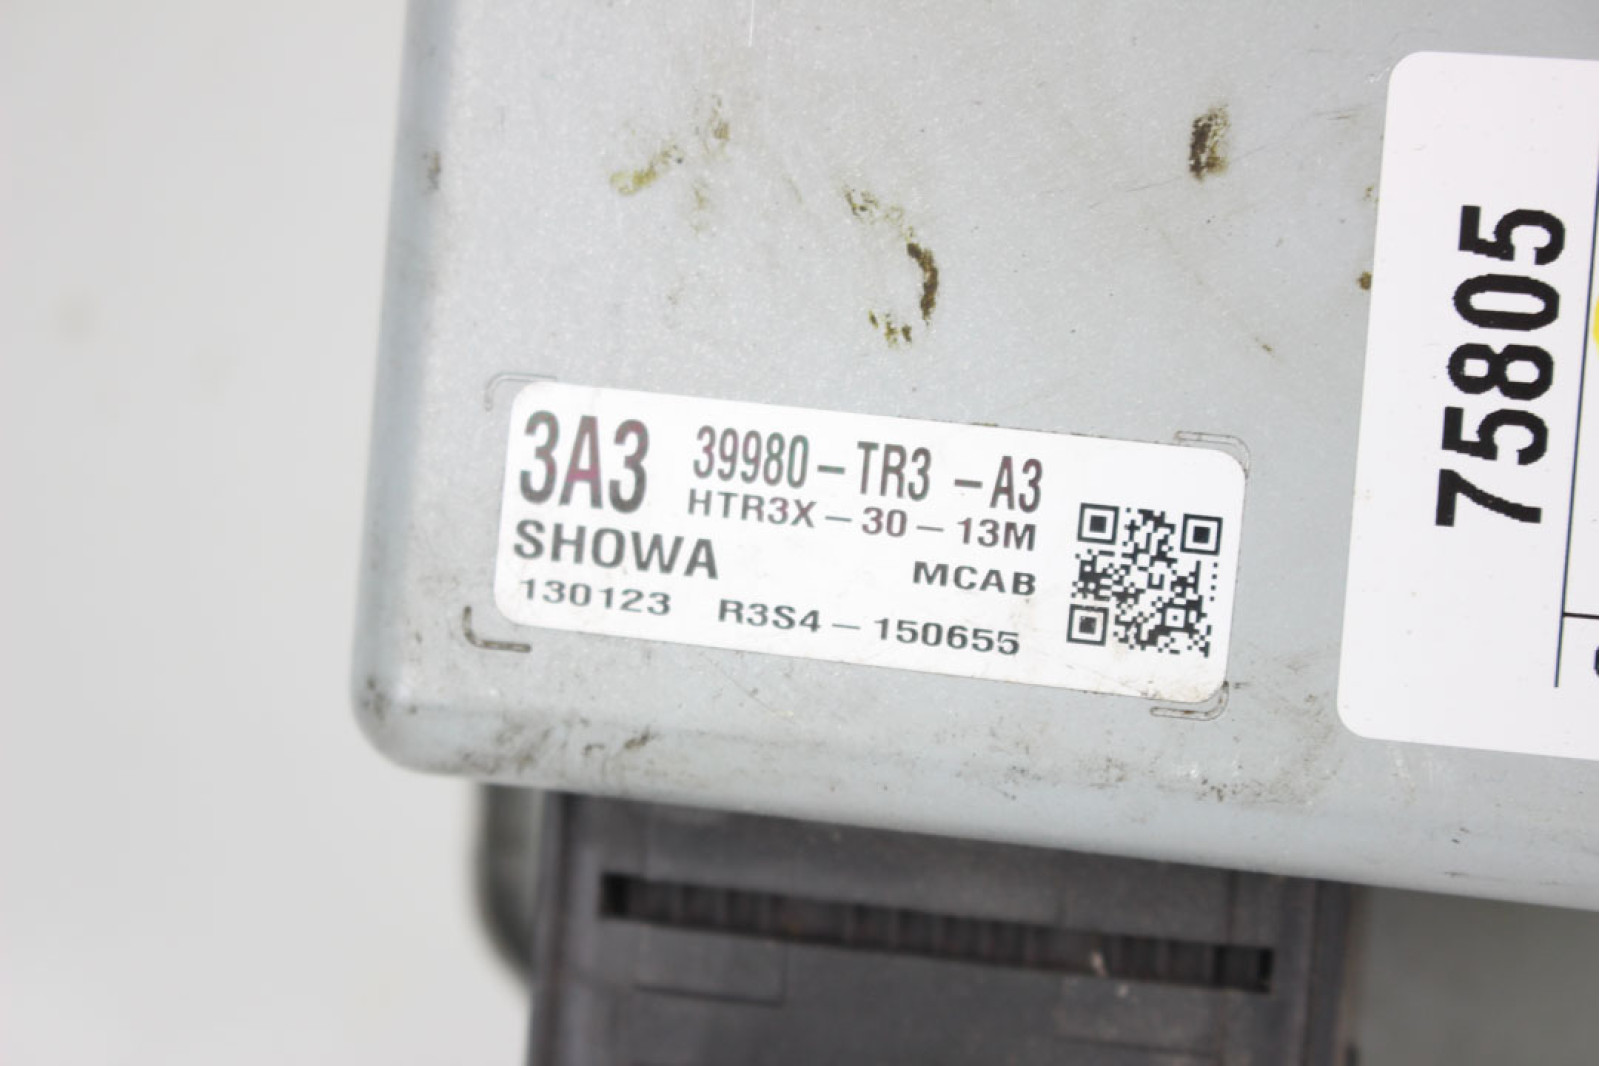 3A3 39980-TR3 -A3
HTR3X-30-13M
SHOWA MCAB
130123 R3S4-150655
75805